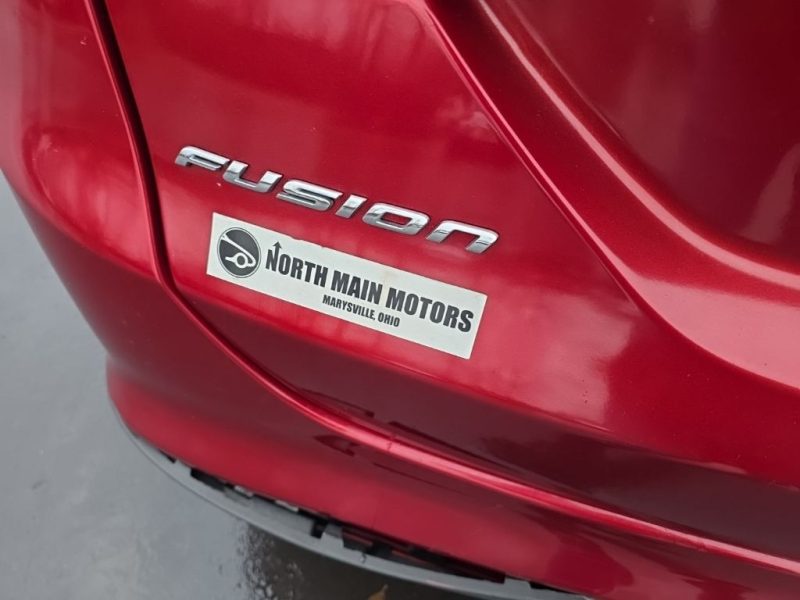 FUSION
NORTH MAIN MOTORS
MARYSVILLE, OHIO